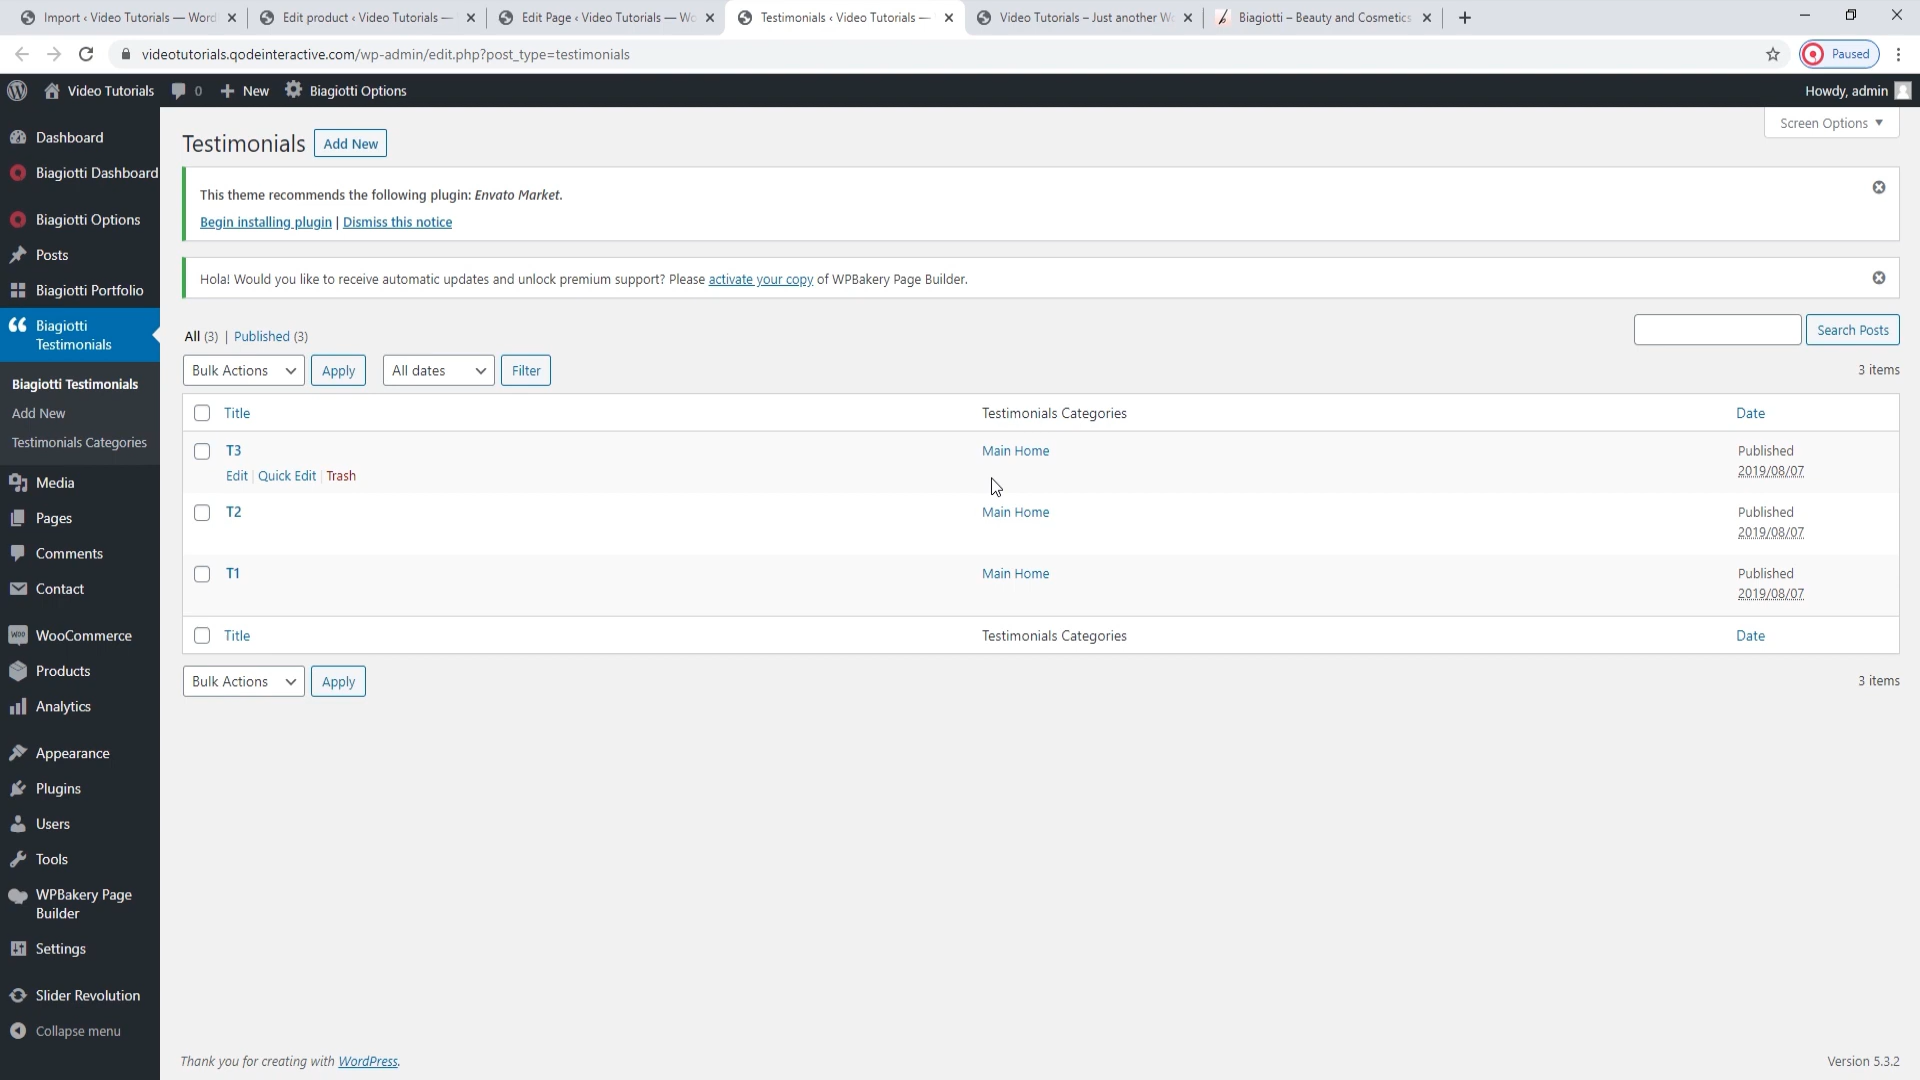 Import ‹ Video Tutorials — Word
Edit product ‹ Video Tutorials —
Edit Page ‹ Video Tutorials — Wo
Testimonials ‹ Video Tutorials —
Video Tutorials – Just another Wo
Biagiotti – Beauty and Cosmetics
videotutorials.qodeinteractive.com/wp-admin/edit.php?post_type=testimonials
Paused
Video Tutorials
0
New
Biagiotti Options
Howdy, admin
Dashboard
Biagiotti Dashboard
Biagiotti Options
Posts
Biagiotti Portfolio
Biagiotti
Testimonials
Biagiotti Testimonials
Add New
Testimonials Categories
Media
Pages
Comments
Contact
WooCommerce
Products
Analytics
Appearance
Plugins
Users
Tools
WPBakery Page
Builder
Settings
Slider Revolution
Collapse menu
Screen Options
Testimonials
Add New
This theme recommends the following plugin: Envato Market.
Begin installing plugin | Dismiss this notice
Hola! Would you like to receive automatic updates and unlock premium support? Please activate your copy of WPBakery Page Builder.
All (3) | Published (3)
Search Posts
Bulk Actions
Apply
All dates
Filter
3 items
Title
Testimonials Categories
Date
T3
Main Home
Published
Edit | Quick Edit | Trash
2019/08/07
T2
Main Home
Published
2019/08/07
T1
Main Home
Published
2019/08/07
Title
Testimonials Categories
Date
Bulk Actions
Apply
3 items
Thank you for creating with WordPress.
Version 5.3.2